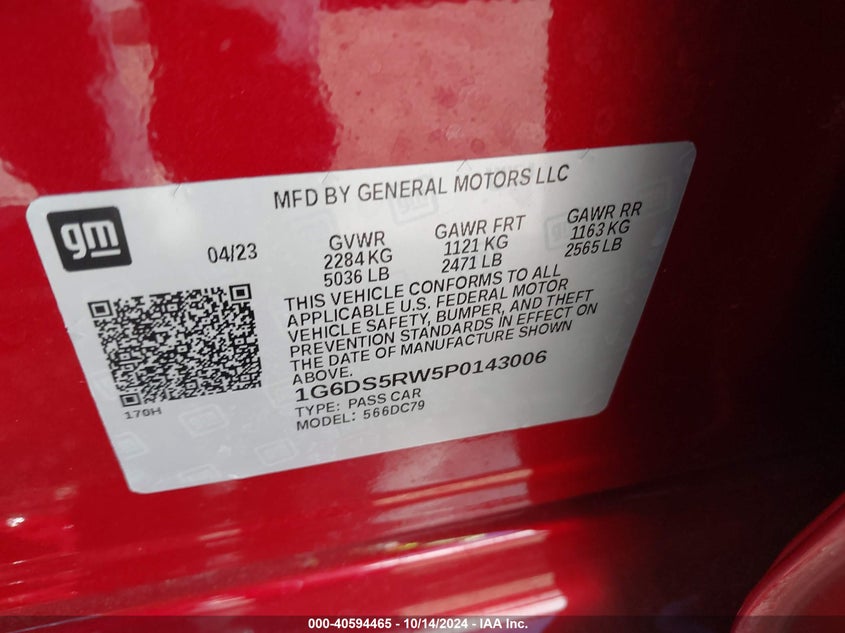 MFD BY GENERAL MOTORS LLC
gm
04/23
GVWR
2284 KG
5036 LB
GAWR FRT
1121 KG
2471 LB
GAWR RR
1163 KG
2565 LB
THIS VEHICLE CONFORMS TO ALL
APPLICABLE U.S. FEDERAL MOTOR
VEHICLE SAFETY, BUMPER, AND THEFT
PREVENTION STANDARDS IN EFFECT ON
THE DATE OF MANUFACTURE SHOWN
ABOVE.
1G6DS5RW5P0143006
TYPE: PASS CAR
MODEL: 566DC79
179H
000-40594465 - 10/14/2024 - IAA Inc.